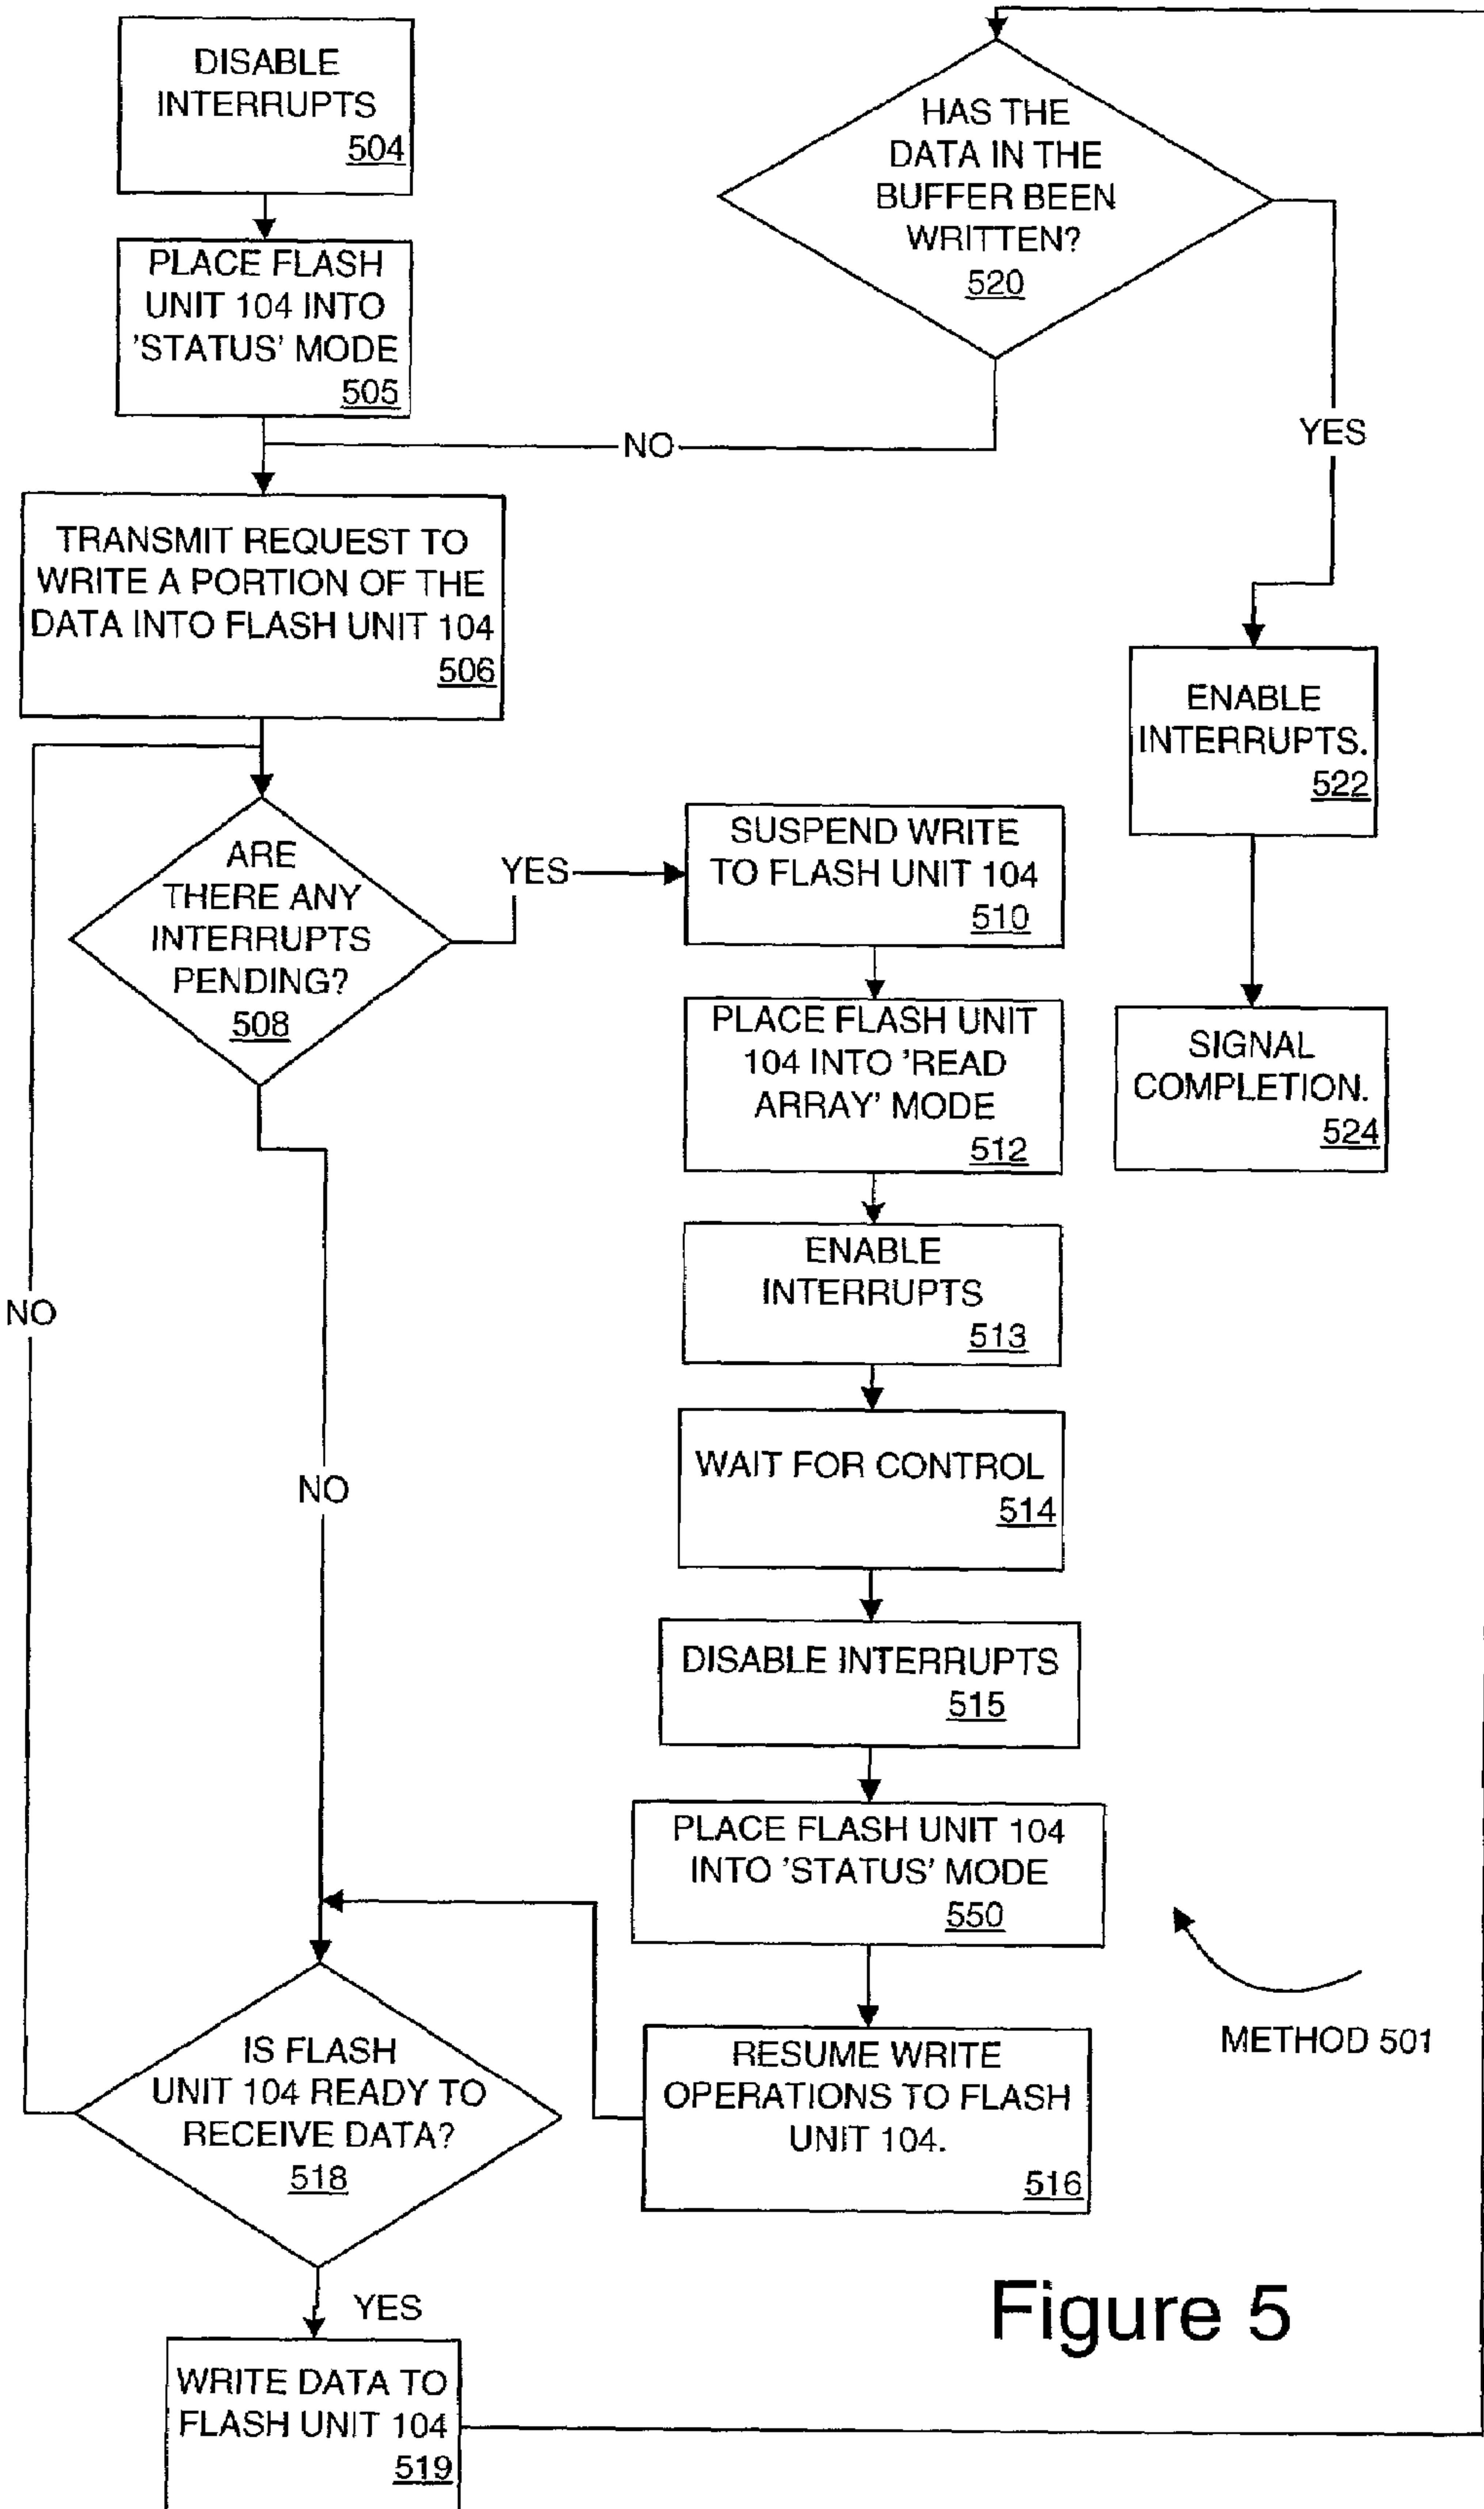 DISABLE
INTERRUPTS
504
PLACE FLASH
UNIT 104 INTO
'STATUS' MODE
505
HAS THE
DATA IN THE
BUFFER BEEN
WRITTEN?
520
NO
YES
TRANSMIT REQUEST TO
WRITE A PORTION OF THE
DATA INTO FLASH UNIT 104
506
ENABLE
INTERRUPTS.
522
SIGNAL
COMPLETION.
524
ARE
THERE ANY
INTERRUPTS
PENDING?
508
YES
SUSPEND WRITE
TO FLASH UNIT 104
510
PLACE FLASH UNIT
104 INTO 'READ
ARRAY' MODE
512
ENABLE
INTERRUPTS
513
NO
NO
WAIT FOR CONTROL
514
DISABLE INTERRUPTS
515
PLACE FLASH UNIT 104
INTO 'STATUS' MODE
550
RESUME WRITE
OPERATIONS TO FLASH
UNIT 104.
516
METHOD 501
IS FLASH
UNIT 104 READY TO
RECEIVE DATA?
518
YES
WRITE DATA TO
FLASH UNIT 104
519
Figure 5